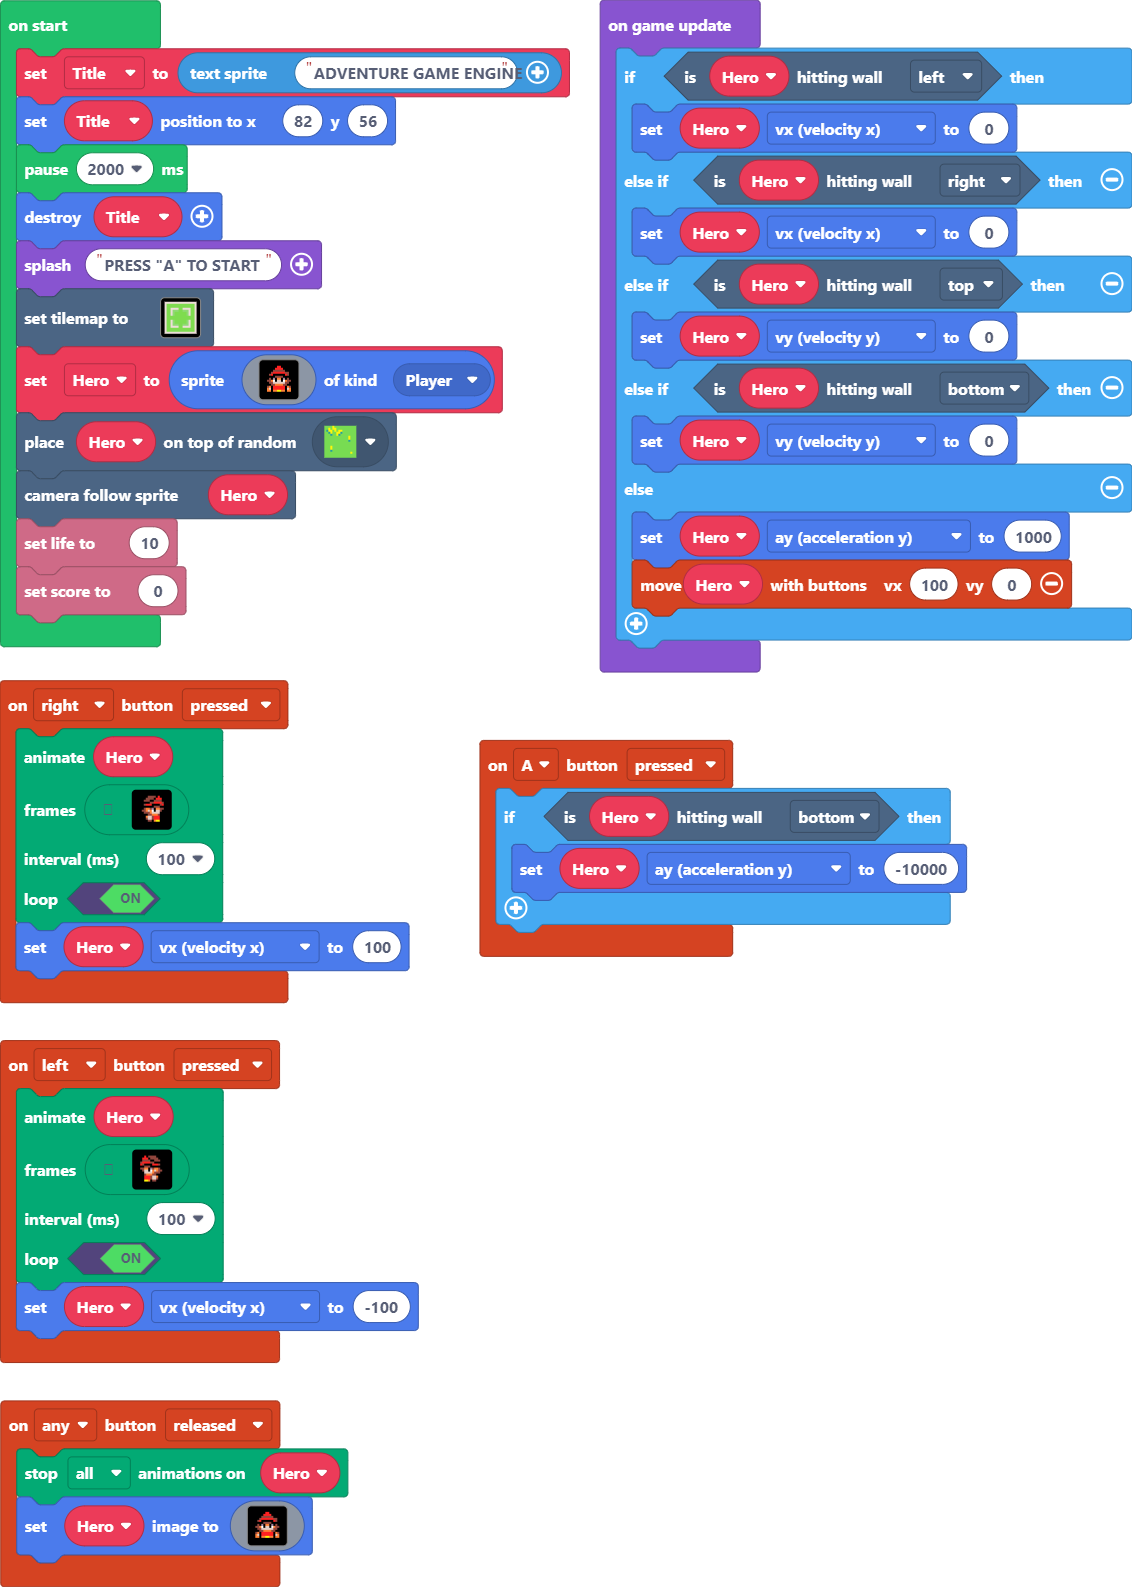 on start
set Title to text sprite "ADVENTURE GAME ENGINE"
set Title position to x 82 y 56
pause 2000 ms
destroy Title
splash "PRESS "A" TO START "
set tilemap to
set Hero to sprite of kind Player
place Hero on top of random
camera follow sprite Hero
set life to 10
set score to 0
on game update
if is Hero hitting wall left then
set Hero vx (velocity x) to 0
else if is Hero hitting wall right then
set Hero vx (velocity x) to 0
else if is Hero hitting wall top then
set Hero vy (velocity y) to 0
else if is Hero hitting wall bottom then
set Hero vy (velocity y) to 0
else
set Hero ay (acceleration y) to 1000
move Hero with buttons vx 100 vy 0
on right button pressed
animate Hero
frames
interval (ms) 100
loop ON
set Hero vx (velocity x) to 100
on A button pressed
if is Hero hitting wall bottom then
set Hero ay (acceleration y) to -10000
on left button pressed
animate Hero
frames
interval (ms) 100
loop ON
set Hero vx (velocity x) to -100
on any button released
stop all animations on Hero
set Hero image to